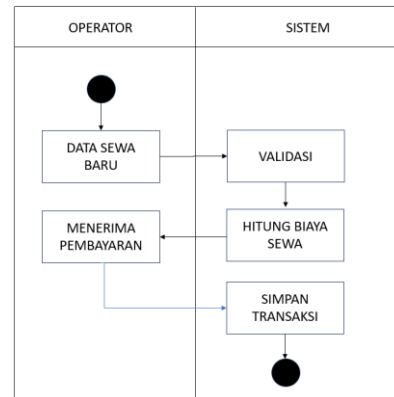 OPERATOR
SISTEM
DATA SEWA
BARU
VALIDASI
HITUNG BIAYA
SEWA
MENERIMA
PEMBAYARAN
SIMPAN
TRANSAKSI